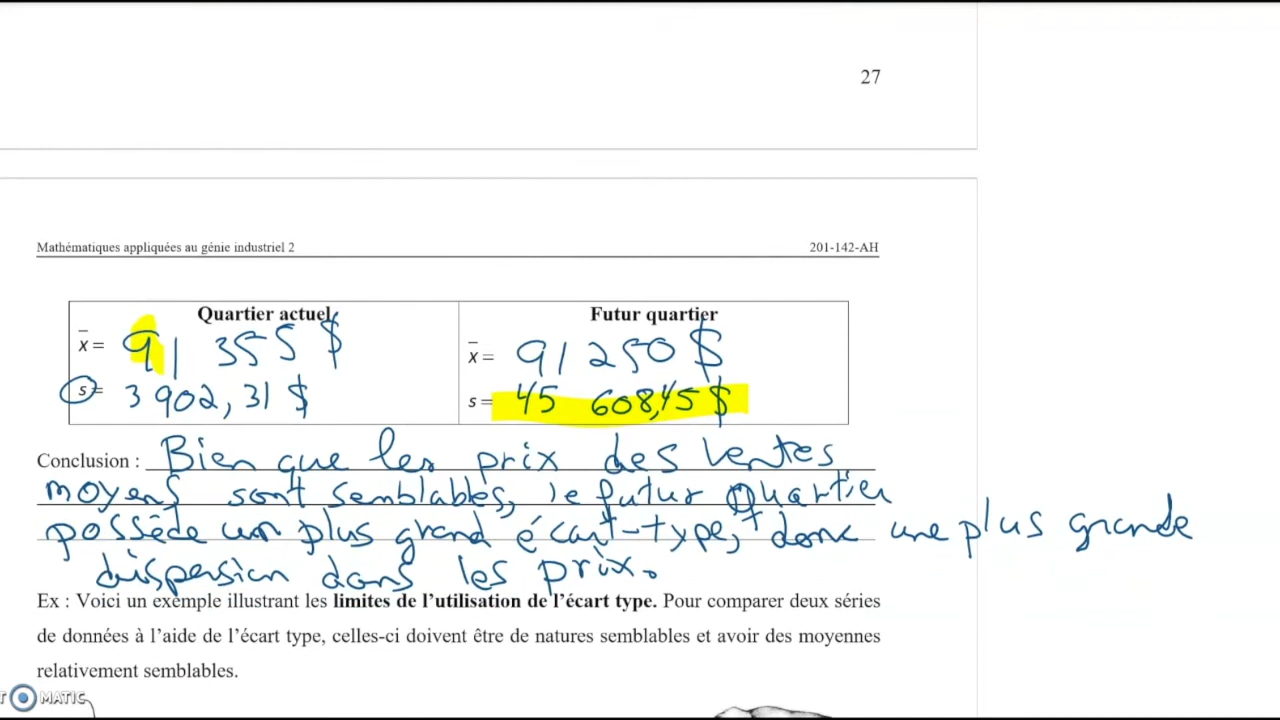 27
Mathématiques appliquées au génie industriel 2 201-142-AH
Quartier actuel Futur quartier
x̄ = 91 355 $ x̄ = 91 250 $
s = 3 902,31 $ s = 45 608,45 $
Conclusion : Bien que les prix des ventes
moyens sont semblables, le futur Quartier
possède un plus grand écart-type, donc une plus grande
dispersion dans les prix.
Ex : Voici un exemple illustrant les limites de l'utilisation de l'écart type. Pour comparer deux séries
de données à l'aide de l'écart type, celles-ci doivent être de natures semblables et avoir des moyennes
relativement semblables.
MATIC